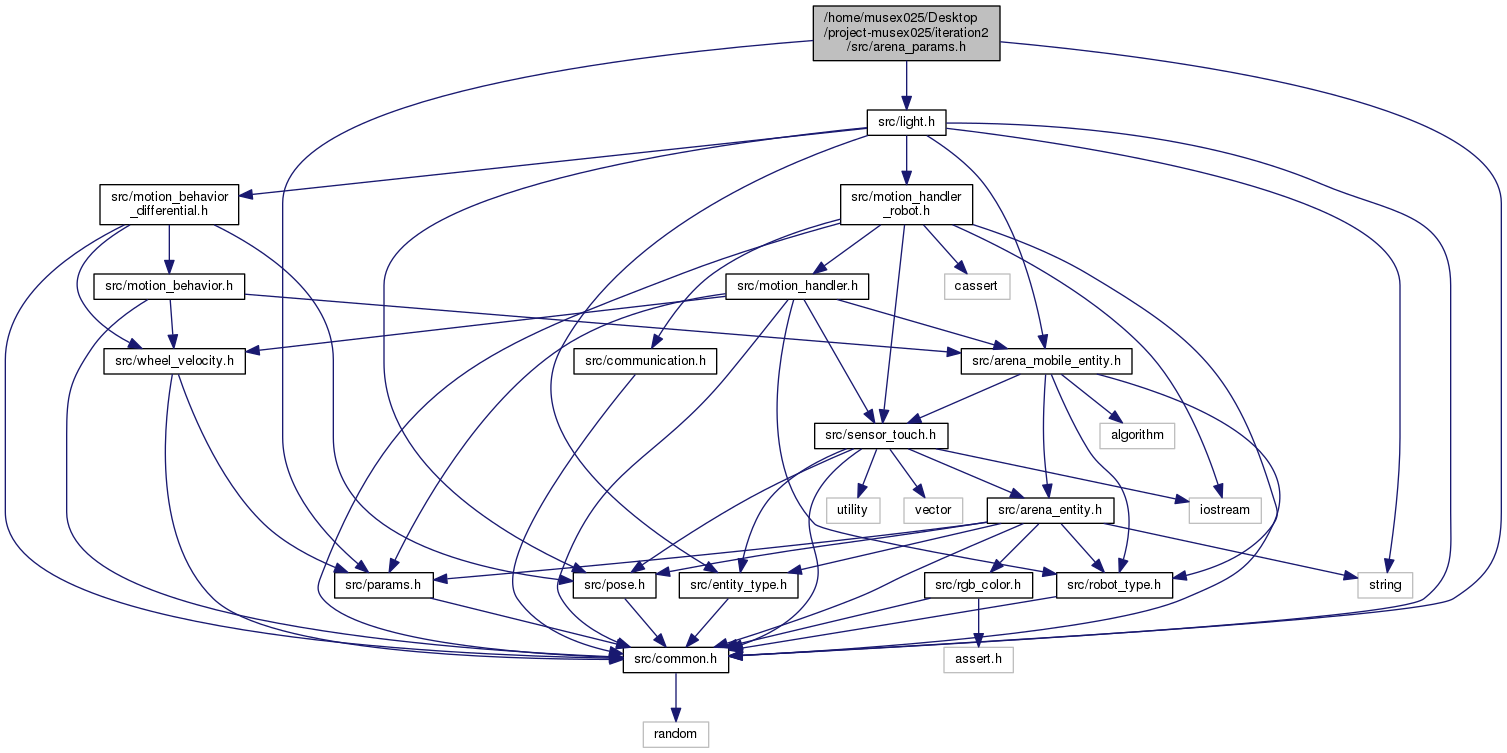 /home/musex025/Desktop
/project-musex025/iteration2
/src/arena_params.h
src/light.h
src/motion_behavior
_differential.h
src/motion_handler
_robot.h
src/motion_behavior.h
src/motion_handler.h
cassert
src/wheel_velocity.h
src/communication.h
src/arena_mobile_entity.h
src/sensor_touch.h
algorithm
utility
vector
src/arena_entity.h
iostream
src/params.h
src/pose.h
src/entity_type.h
src/rgb_color.h
src/robot_type.h
string
src/common.h
assert.h
random